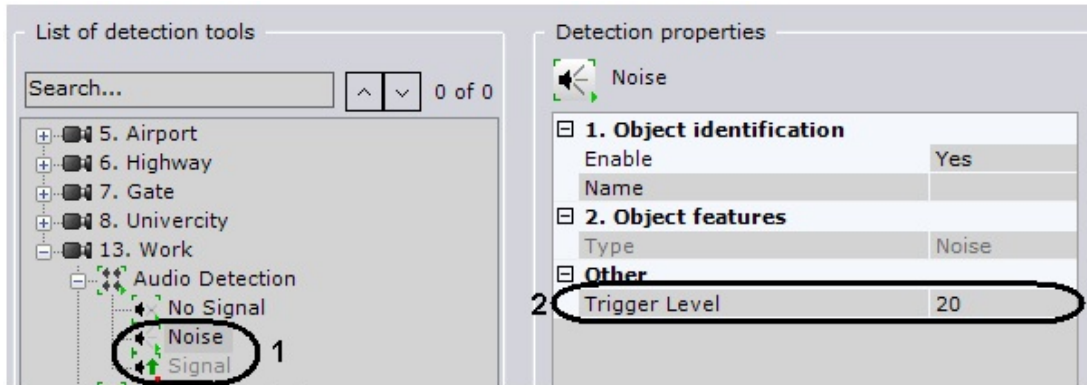 List of detection tools
Search...
0 of 0
5. Airport
6. Highway
7. Gate
8. Univercity
13. Work
Audio Detection
No Signal
Noise
Signal
1
Detection properties
Noise
1. Object identification
Enable Yes
Name
2. Object features
Type Noise
Other
2 Trigger Level 20